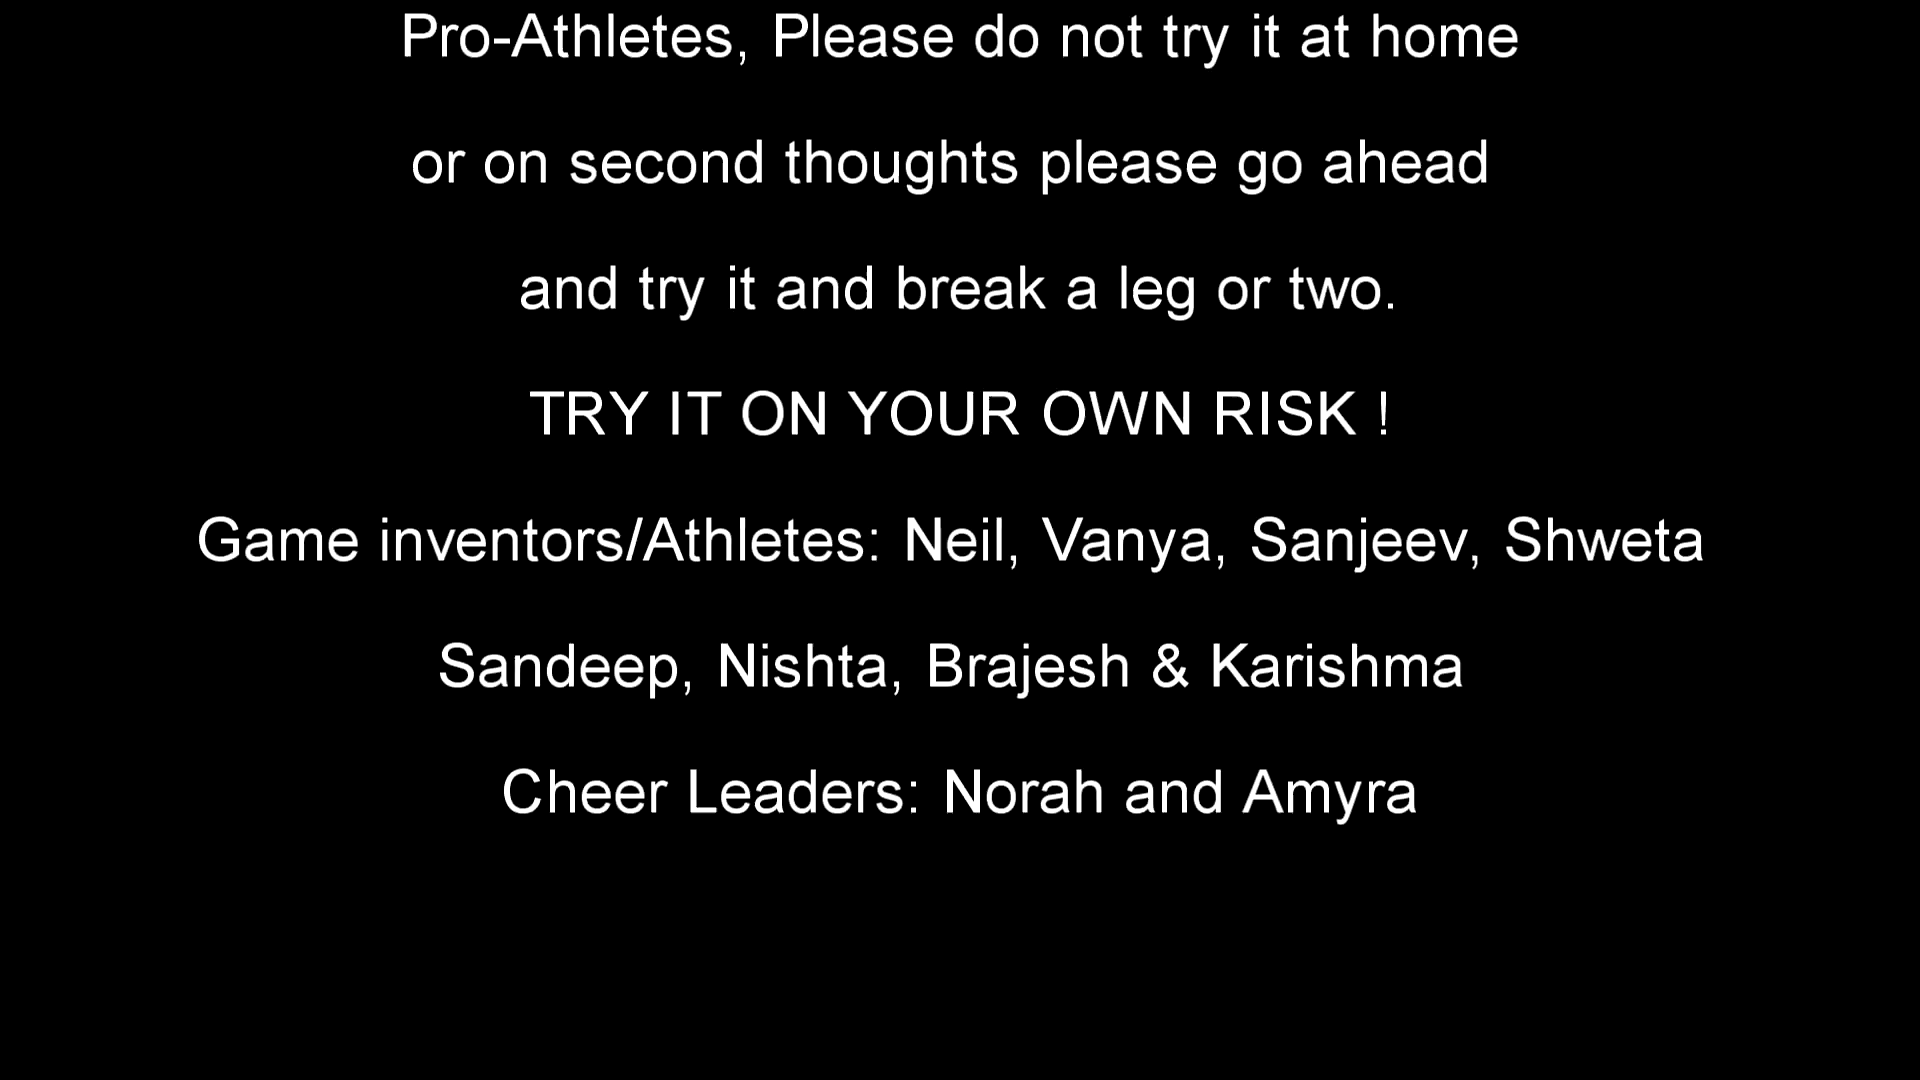 Pro-Athletes, Please do not try it at home
or on second thoughts please go ahead
and try it and break a leg or two.
TRY IT ON YOUR OWN RISK !
Game inventors/Athletes: Neil, Vanya, Sanjeev, Shweta
Sandeep, Nishta, Brajesh & Karishma
Cheer Leaders: Norah and Amyra